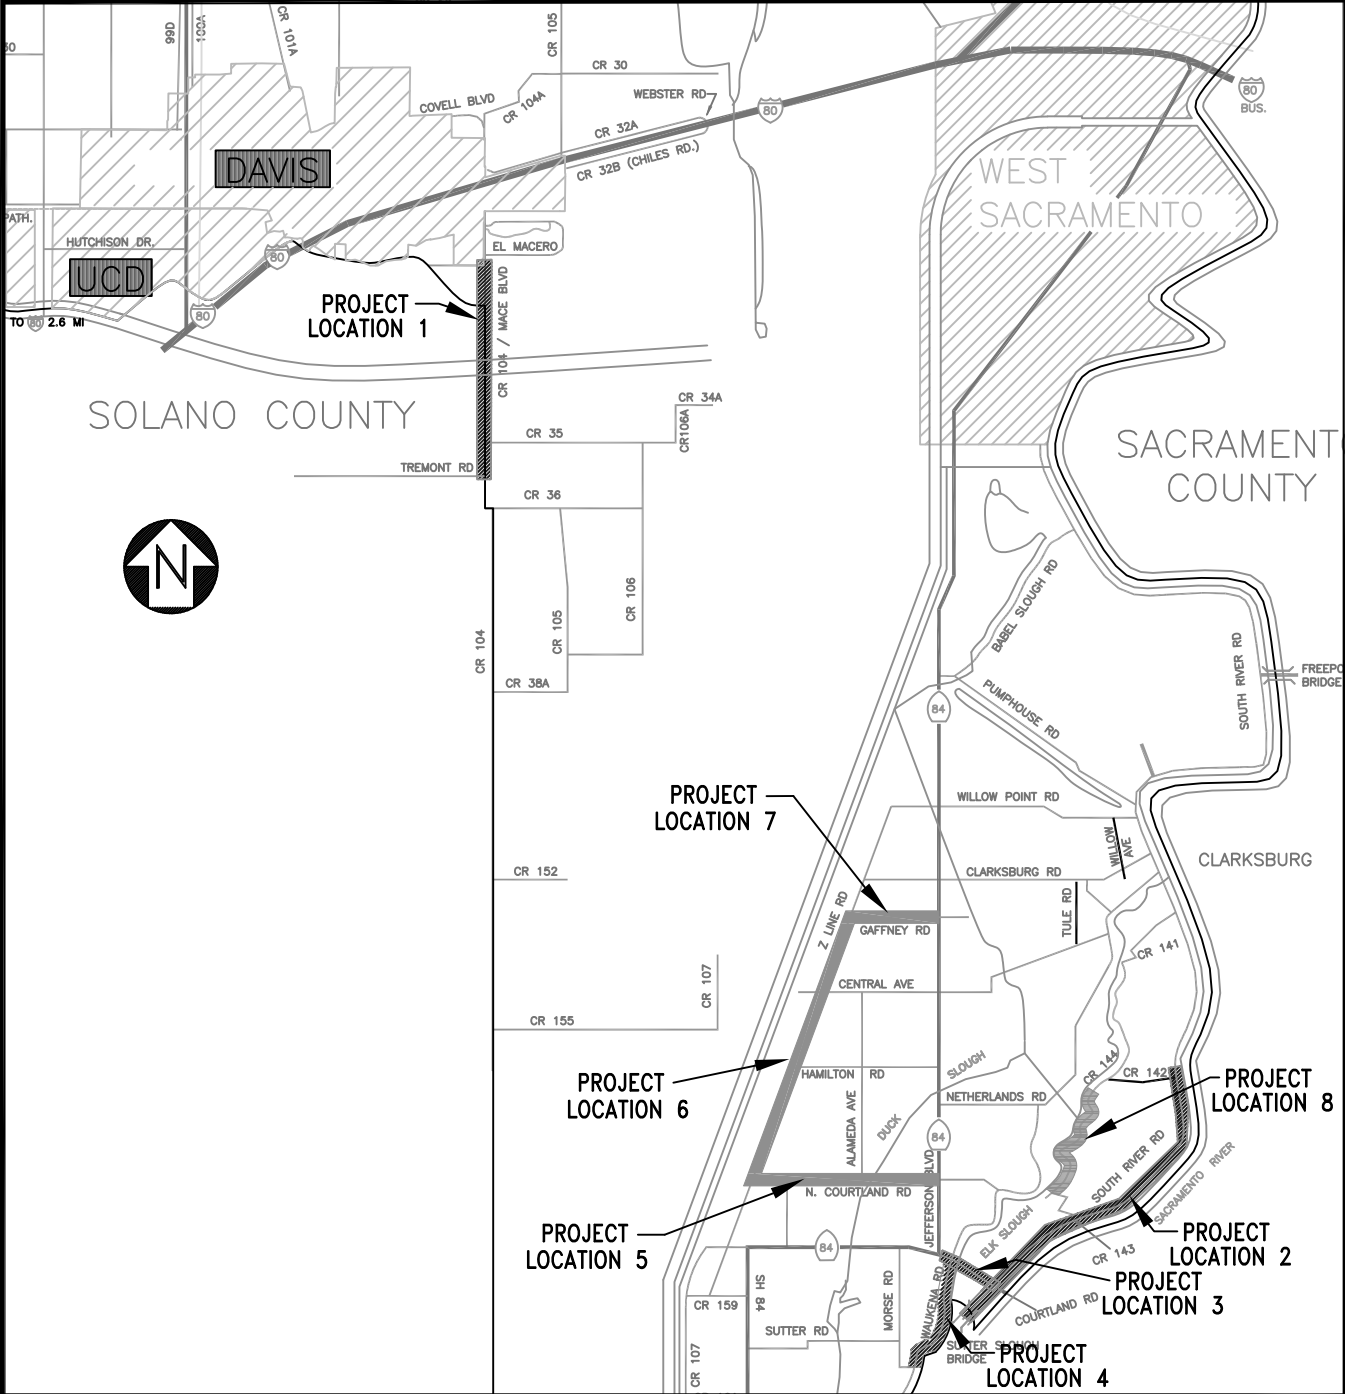 30
99D
100A
CR 101A
CR 105
CR 30
COVELL BLVD
CR 104A
WEBSTER RD
CR 32A
CR 32B (CHILES RD.)
80
80
BUS.
DAVIS
WEST
SACRAMENTO
PATH.
HUTCHISON DR.
UCD
80
80
EL MACERO
TO 80 2.6 MI
PROJECT
LOCATION 1
CR 104 / MACE BLVD
SOLANO COUNTY
CR 34A
CR106A
CR 35
TREMONT RD
CR 36
SACRAMENT
COUNTY
N
CR 104
CR 105
CR 106
CR 38A
BABEL SLOUGH RD
PUMPHOUSE RD
84
SOUTH RIVER RD
FREEPO
BRIDGE
PROJECT
LOCATION 7
WILLOW POINT RD
WILLOW
AVE
CLARKSBURG
CR 152
CLARKSBURG RD
TULE RD
Z LINE RD
GAFFNEY RD
CR 141
CR 107
CENTRAL AVE
CR 155
PROJECT
LOCATION 6
HAMILTON RD
SLOUGH
DUCK
ALAMEDA AVE
NETHERLANDS RD
CR 144
CR 142
PROJECT
LOCATION 8
84
JEFFERSON BLVD
N. COURTLAND RD
SOUTH RIVER RD
SACRAMENTO RIVER
PROJECT
LOCATION 5
84
ELK SLOUGH
CR 143
PROJECT
LOCATION 2
PROJECT
LOCATION 3
COURTLAND RD
SH 84
CR 159
MORSE RD
WAUKENA RD
SUTTER RD
CR 107
SUTTER SLOUGH
BRIDGE
PROJECT
LOCATION 4